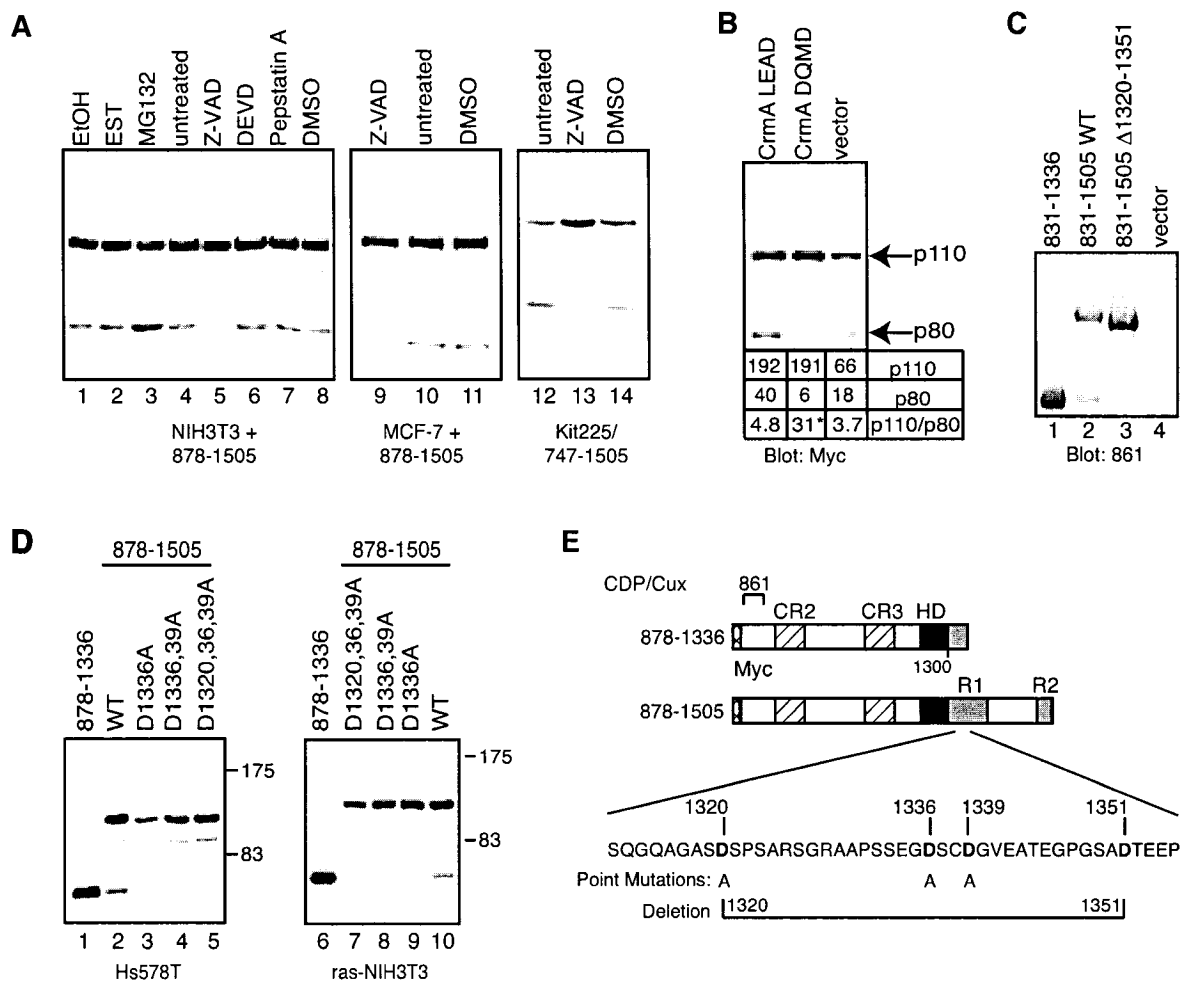 A
EtOH
EST
MG132
untreated
Z-VAD
DEVD
Pepstatin A
DMSO
Z-VAD
untreated
DMSO
untreated
Z-VAD
DMSO
1 2 3 4 5 6 7 8
9 10 11
12 13 14
NIH3T3 +
878-1505
MCF-7 +
878-1505
Kit225/
747-1505
B
CrmA LEAD
CrmA DQMD
vector
p110
p80
192 191 66 p110
40 6 18 p80
4.8 31* 3.7 p110/p80
Blot: Myc
C
831-1336
831-1505 WT
831-1505 Δ1320-1351
vector
1 2 3 4
Blot: 861
D
878-1505
878-1336
WT
D1336A
D1336,39A
D1320,36,39A
175
83
1 2 3 4 5
Hs578T
878-1505
878-1336
D1320,36,39A
D1336,39A
D1336A
WT
175
83
6 7 8 9 10
ras-NIH3T3
E
CDP/Cux
861
CR2 CR3 HD
878-1336
Myc
1300
R1 R2
878-1505
1320 1336 1339 1351
SQGQAGASDSPSARSGRAAPSSEGDSCDGVEATEGPGSADTEEP
Point Mutations: A A A
Deletion 1320 1351